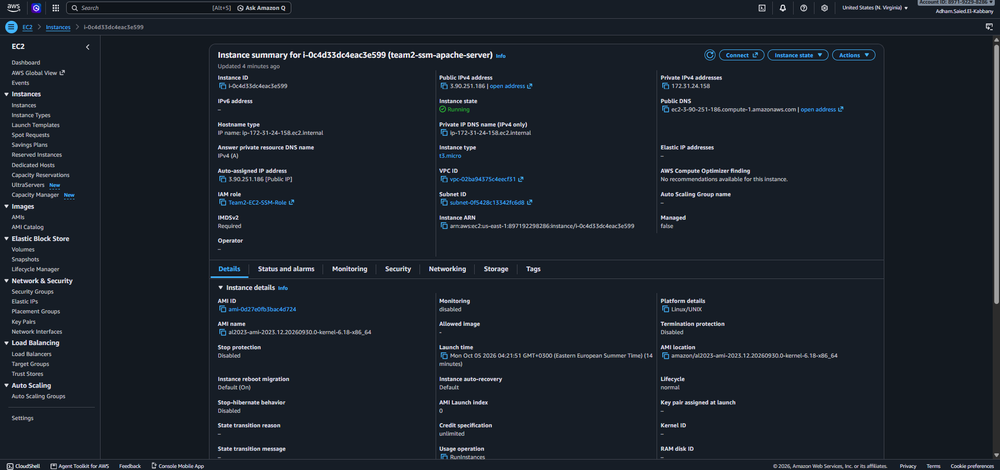 aws
Search [Alt+S] Ask Amazon Q
United States (N. Virginia)
Account ID: 8971-9229-8286
Adham.Saied.El-Kabbany
EC2 Instances i-0c4d33dc4eac3e599
EC2
Dashboard
AWS Global View
Events
Instances
Instances
Instance Types
Launch Templates
Spot Requests
Savings Plans
Reserved Instances
Dedicated Hosts
Capacity Reservations
UltraServers New
Capacity Manager New
Images
AMIs
AMI Catalog
Elastic Block Store
Volumes
Snapshots
Lifecycle Manager
Network & Security
Security Groups
Elastic IPs
Placement Groups
Key Pairs
Network Interfaces
Load Balancing
Load Balancers
Target Groups
Trust Stores
Auto Scaling
Auto Scaling Groups
Settings
Instance summary for i-0c4d33dc4eac3e599 (team2-ssm-apache-server) Info
Updated 4 minutes ago
Connect
Instance state
Actions
Instance ID
i-0c4d33dc4eac3e599
IPv6 address
–
Hostname type
IP name: ip-172-31-24-158.ec2.internal
Answer private resource DNS name
IPv4 (A)
Auto-assigned IP address
3.90.251.186 [Public IP]
IAM role
Team2-EC2-SSM-Role
IMDSv2
Required
Operator
–
Public IPv4 address
3.90.251.186 | open address
Instance state
Running
Private IP DNS name (IPv4 only)
ip-172-31-24-158.ec2.internal
Instance type
t3.micro
VPC ID
vpc-02ba94375c4eecf31
Subnet ID
subnet-0f5428c13342fc6d8
Instance ARN
arn:aws:ec2:us-east-1:897192298286:instance/i-0c4d33dc4eac3e599
Private IPv4 addresses
172.31.24.158
Public DNS
ec2-3-90-251-186.compute-1.amazonaws.com | open address
Elastic IP addresses
–
AWS Compute Optimizer finding
No recommendations available for this instance.
Auto Scaling Group name
–
Managed
false
Details
Status and alarms
Monitoring
Security
Networking
Storage
Tags
Instance details Info
AMI ID
ami-0d27e0fb3bac4d724
AMI name
al2023-ami-2023.12.20260930.0-kernel-6.18-x86_64
Stop protection
Disabled
Instance reboot migration
Default (On)
Stop-hibernate behavior
Disabled
State transition reason
–
State transition message
–
Monitoring
disabled
Allowed image
-
Launch time
Mon Oct 05 2026 04:21:51 GMT+0300 (Eastern European Summer Time) (14
minutes)
Instance auto-recovery
Default
AMI Launch index
0
Credit specification
unlimited
Usage operation
RunInstances
Platform details
Linux/UNIX
Termination protection
Disabled
AMI location
amazon/al2023-ami-2023.12.20260930.0-kernel-6.18-x86_64
Lifecycle
normal
Key pair assigned at launch
–
Kernel ID
–
RAM disk ID
–
CloudShell
Agent Toolkit for AWS
Feedback
Console Mobile App
© 2026, Amazon Web Services, Inc. or its affiliates.
Privacy
Terms
Cookie preferences